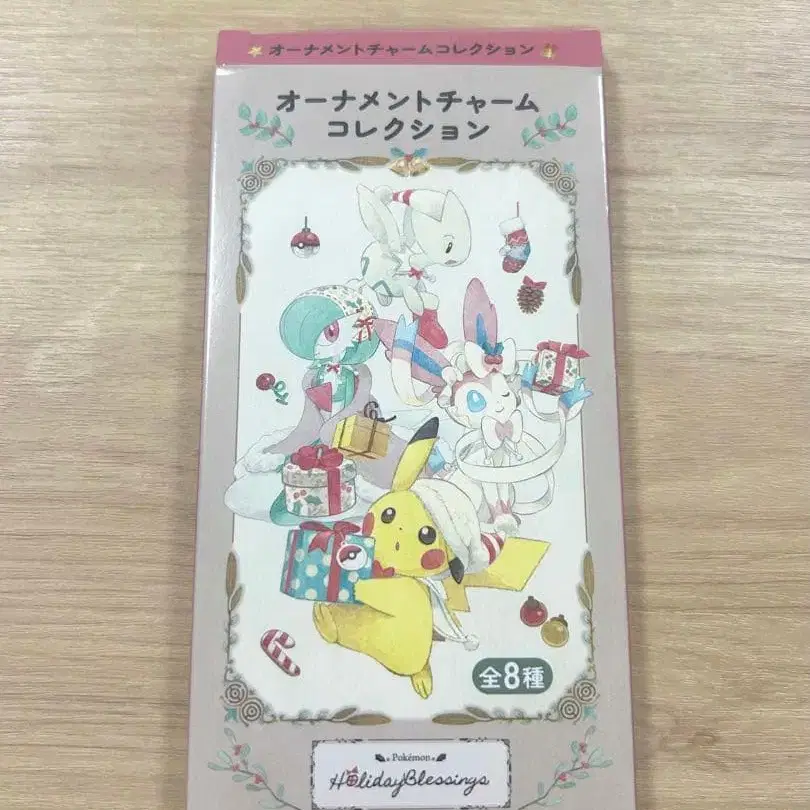 オーナメントチャームコレクション
オーナメントチャーム
コレクション
全8種
Pokémon
HolidayBlessings